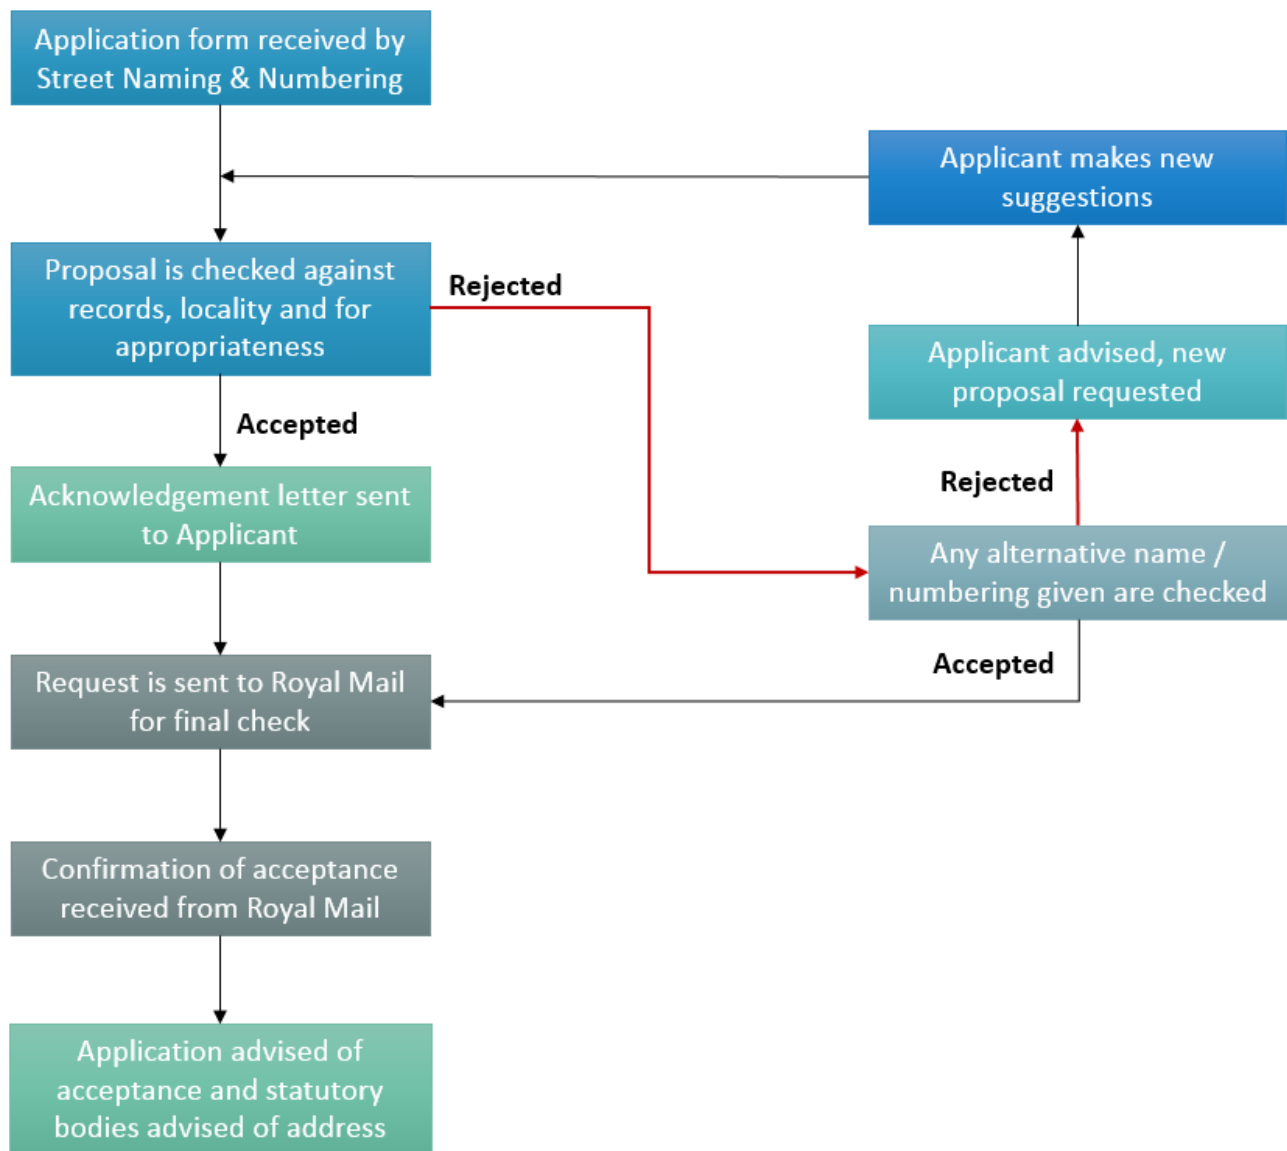 Application form received by
Street Naming & Numbering
Applicant makes new
suggestions
Proposal is checked against
records, locality and for
appropriateness
Rejected
Applicant advised, new
proposal requested
Accepted
Acknowledgement letter sent
to Applicant
Rejected
Any alternative name /
numbering given are checked
Accepted
Request is sent to Royal Mail
for final check
Confirmation of acceptance
received from Royal Mail
Application advised of
acceptance and statutory
bodies advised of address